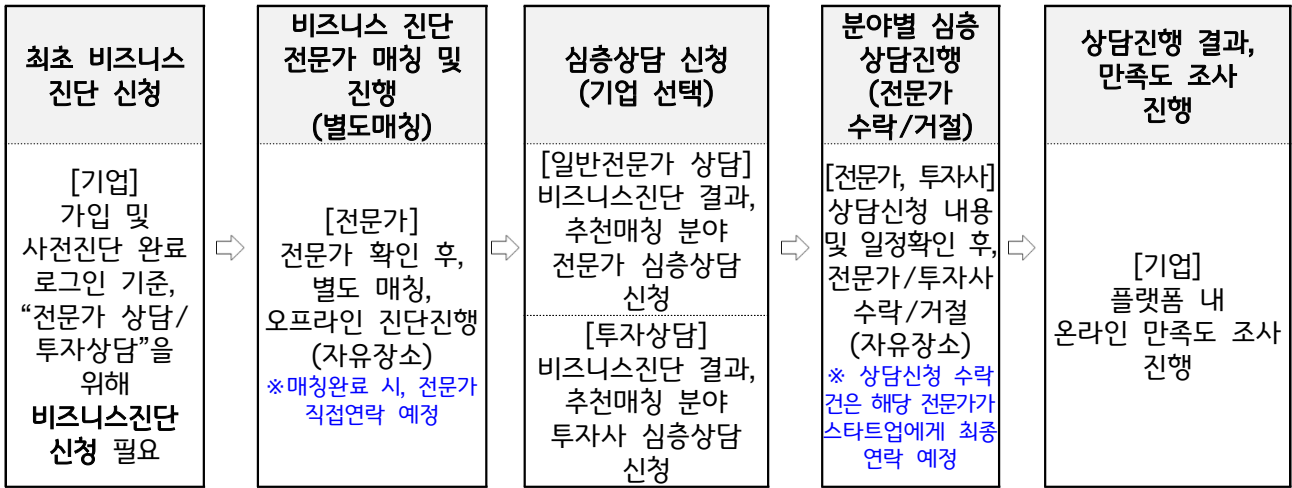 최초 비즈니스
진단 신청
[기업]
가입 및
사전진단 완료
로그인 기준,
“전문가 상담/
투자상담”을
위해
비즈니스진단
신청 필요
비즈니스 진단
전문가 매칭 및
진행
(별도매칭)
[전문가]
전문가 확인 후,
별도 매칭,
오프라인 진단진행
(자유장소)
※매칭완료 시, 전문가
직접연락 예정
심층상담 신청
(기업 선택)
[일반전문가 상담]
비즈니스진단 결과,
추천매칭 분야
전문가 심층상담
신청
[투자상담]
비즈니스진단 결과,
추천매칭 분야
투자사 심층상담
신청
분야별 심층
상담진행
(전문가
수락/거절)
[전문가, 투자사]
상담신청 내용
및 일정확인 후,
전문가/투자사
수락/거절
(자유장소)
※ 상담신청 수락
건은 해당 전문가가
스타트업에게 최종
연락 예정
상담진행 결과,
만족도 조사
진행
[기업]
플랫폼 내
온라인 만족도 조사
진행